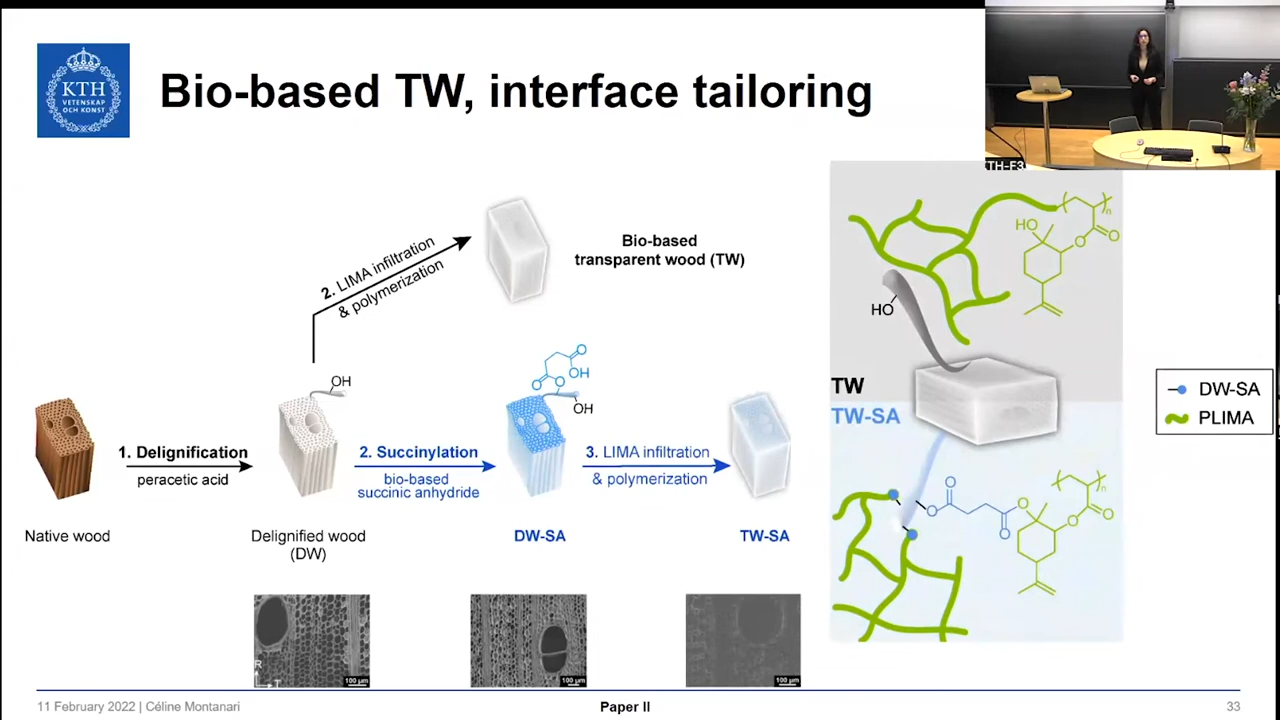 KTH
VETENSKAP
OCH KONST
Bio-based TW, interface tailoring
TH-F3
2. LIMA infiltration
& polymerization
Bio-based
transparent wood (TW)
OH
O
O
O
OH
OH
1. Delignification
peracetic acid
2. Succinylation
bio-based
succinic anhydride
3. LIMA infiltration
& polymerization
Native wood
Delignified wood
(DW)
DW-SA
TW-SA
R
T
100 µm
100 µm
100 µm
HO
n
HO
O
O
TW
TW-SA
O
O
O
O
O
O
n
DW-SA
PLIMA
11 February 2022 | Céline Montanari
Paper II
33